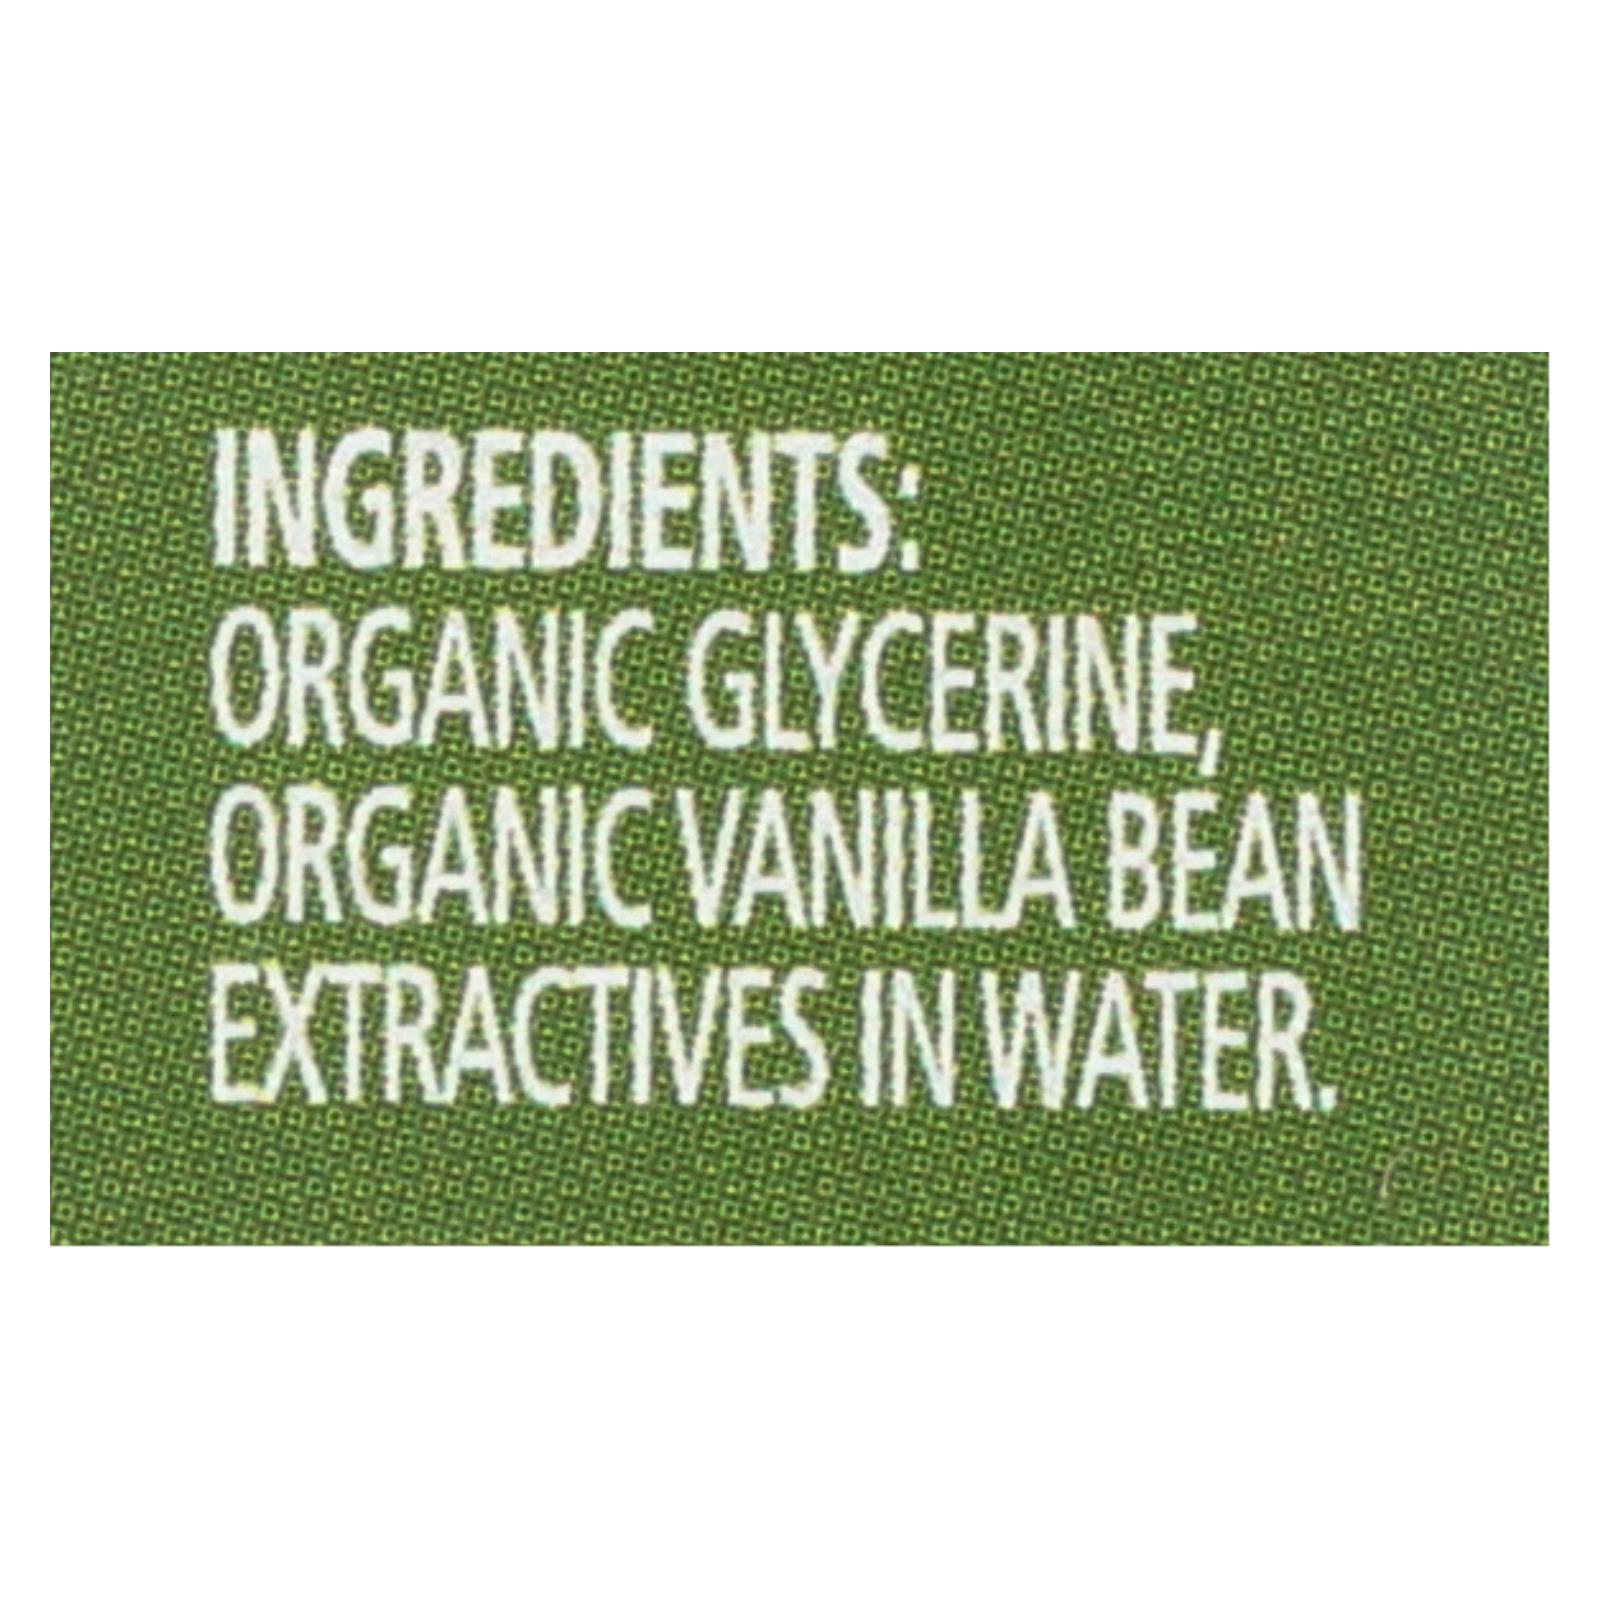 INGREDIENTS:
ORGANIC GLYCERINE,
ORGANIC VANILLA BEAN
EXTRACTIVES IN WATER.